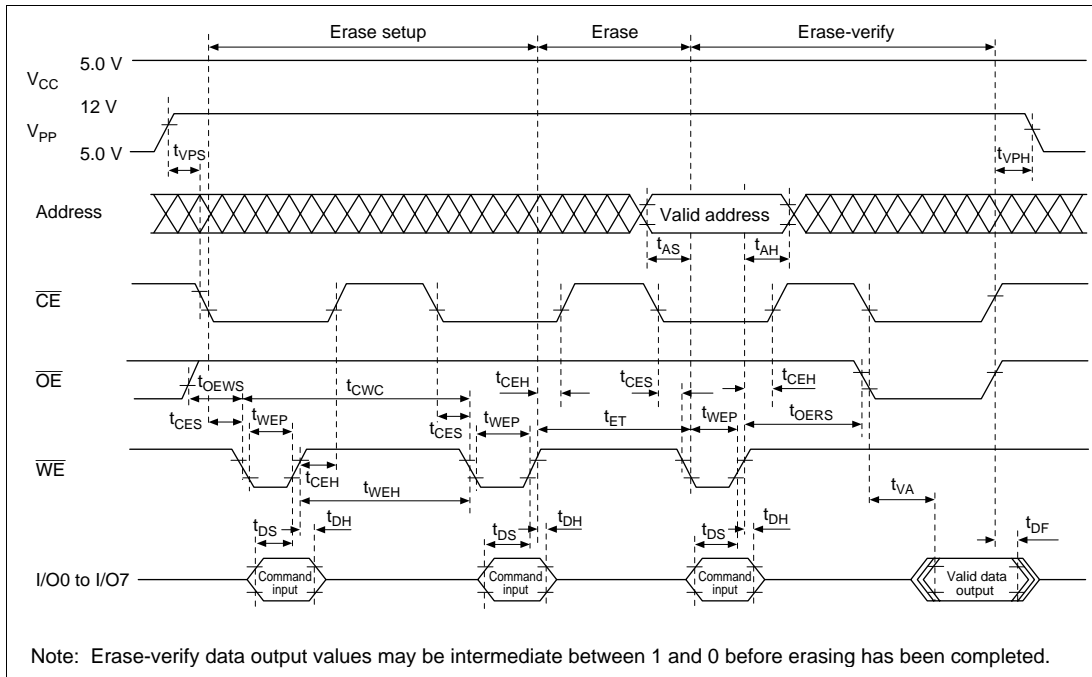 Erase setup
Erase
Erase-verify
VCC
5.0 V
12 V
VPP
5.0 V
tVPS
tVPH
Address
Valid address
tAS
tAH
CE
OE
tOEWS
tCWC
tCEH
tCES
tCEH
tCES
tWEP
tCES
tWEP
tET
tWEP
tOERS
WE
tCEH
tWEH
tVA
tDS
tDH
tDS
tDH
tDS
tDH
tDF
I/O0 to I/O7
Command
input
Command
input
Command
input
Valid data
output
Note: Erase-verify data output values may be intermediate between 1 and 0 before erasing has been completed.